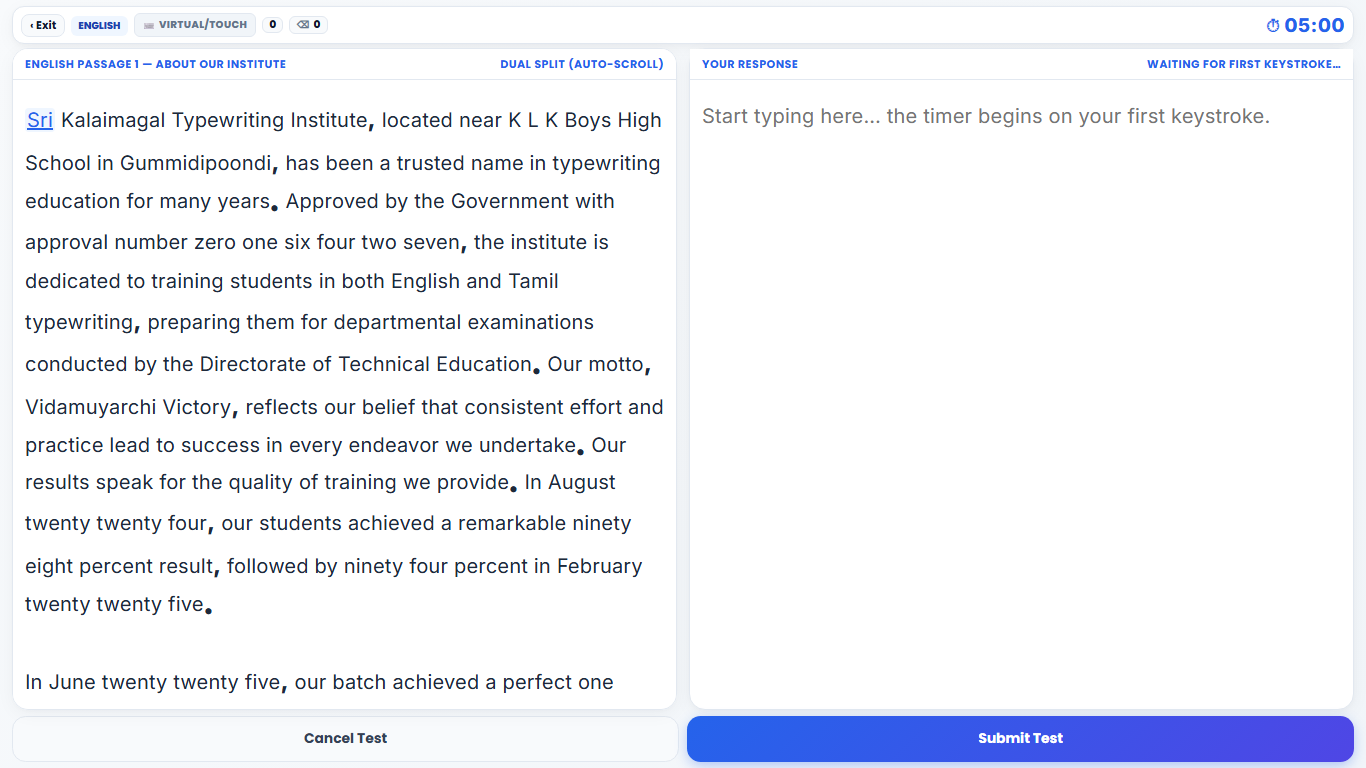 ‹ Exit
ENGLISH
VIRTUAL/TOUCH
0
0
05:00
ENGLISH PASSAGE 1 — ABOUT OUR INSTITUTE
DUAL SPLIT (AUTO-SCROLL)
Sri Kalaimagal Typewriting Institute, located near K L K Boys High
School in Gummidipoondi, has been a trusted name in typewriting
education for many years. Approved by the Government with
approval number zero one six four two seven, the institute is
dedicated to training students in both English and Tamil
typewriting, preparing them for departmental examinations
conducted by the Directorate of Technical Education. Our motto,
Vidamuyarchi Victory, reflects our belief that consistent effort and
practice lead to success in every endeavor we undertake. Our
results speak for the quality of training we provide. In August
twenty twenty four, our students achieved a remarkable ninety
eight percent result, followed by ninety four percent in February
twenty twenty five.
In June twenty twenty five, our batch achieved a perfect one
YOUR RESPONSE
WAITING FOR FIRST KEYSTROKE…
Start typing here... the timer begins on your first keystroke.
Cancel Test
Submit Test